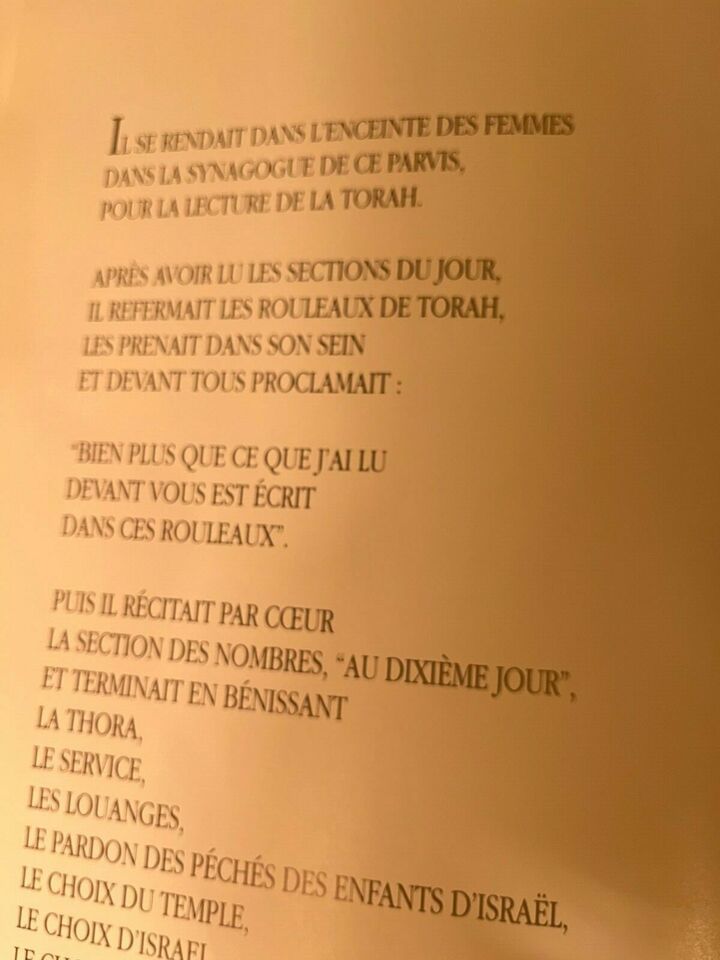 IL SE RENDAIT DANS L'ENCEINTE DES FEMMES
DANS LA SYNAGOGUE DE CE PARVIS,
POUR LA LECTURE DE LA TORAH.
APRÈS AVOIR LU LES SECTIONS DU JOUR,
IL REFERMAIT LES ROULEAUX DE TORAH,
LES PRENAIT DANS SON SEIN
ET DEVANT TOUS PROCLAMAIT :
"BIEN PLUS QUE CE QUE J'AI LU
DEVANT VOUS EST ÉCRIT
DANS CES ROULEAUX".
PUIS IL RÉCITAIT PAR CŒUR
LA SECTION DES NOMBRES, "AU DIXIÈME JOUR",
ET TERMINAIT EN BÉNISSANT
LA THORA,
LE SERVICE,
LES LOUANGES,
LE PARDON DES PÉCHÉS DES ENFANTS D'ISRAËL,
LE CHOIX DU TEMPLE,
LE CHOIX D'ISRAEL